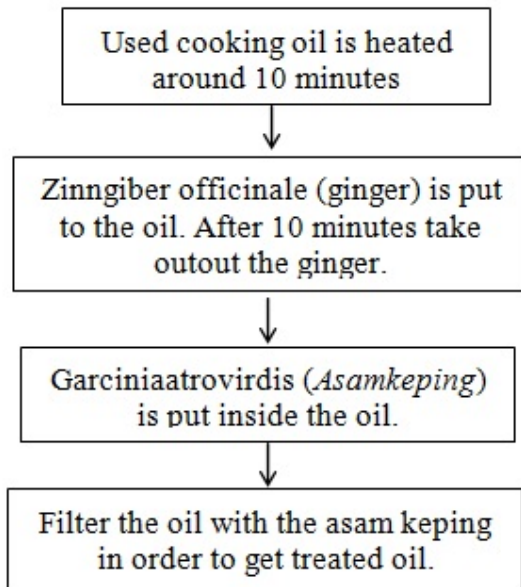 Used cooking oil is heated
around 10 minutes
Zinngiber officinale (ginger) is put
to the oil. After 10 minutes take
outout the ginger.
Garciniaatrovirdis (Asamkeping)
is put inside the oil.
Filter the oil with the asam keping
in order to get treated oil.